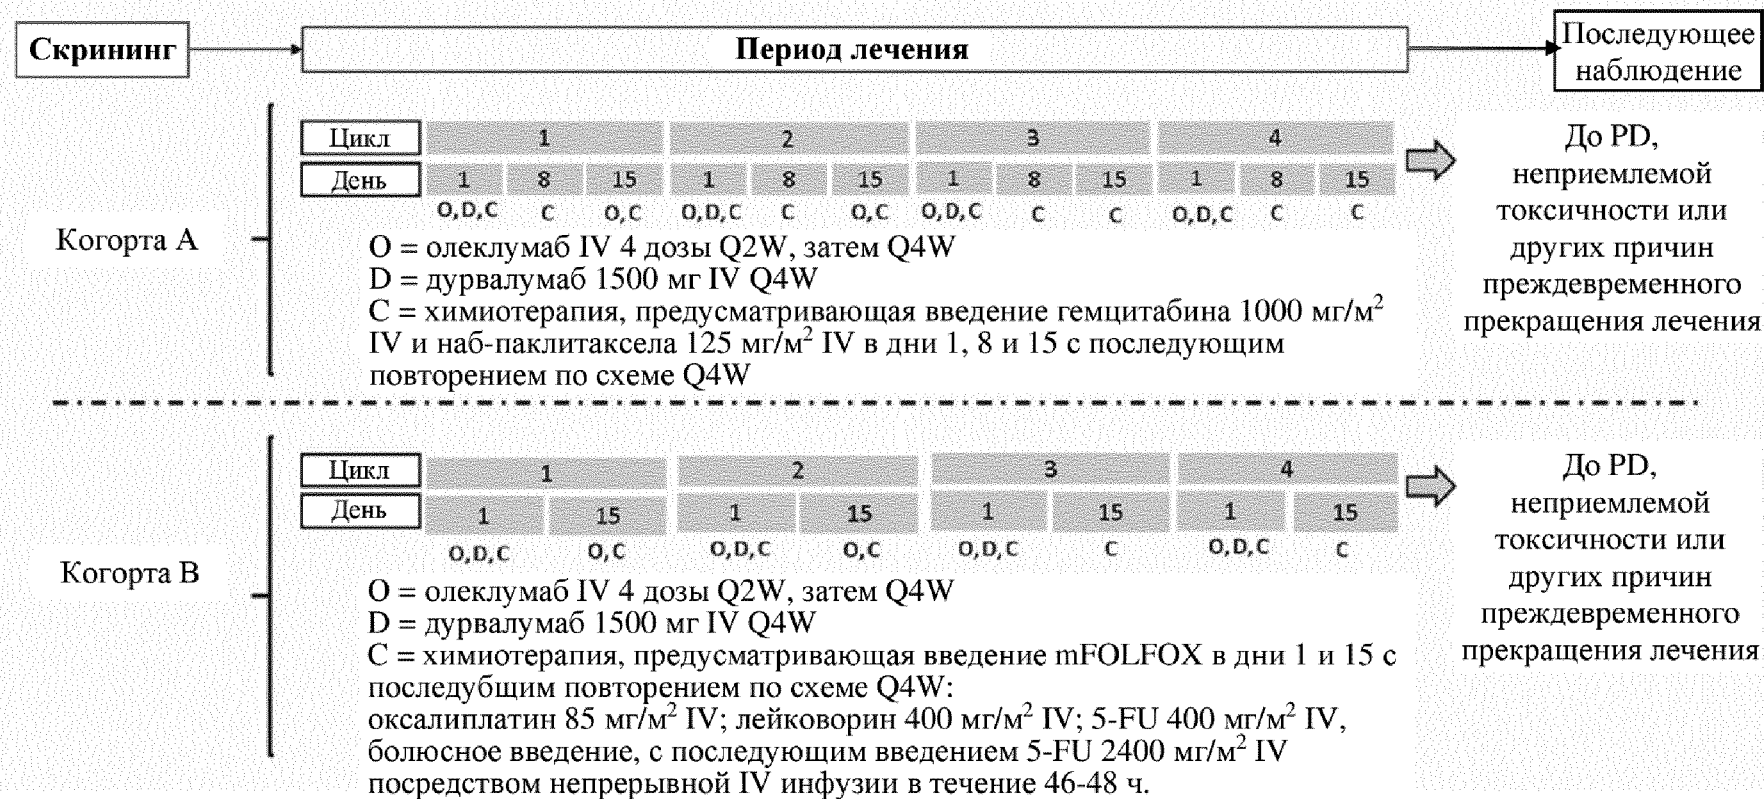 Скрининг
Период лечения
Последующее
наблюдение
Когорта А
Цикл 1 2 3 4
День 1 8 15 1 8 15 1 8 15 1 8 15
O,D,C C O,C O,D,C C O,C O,D,C C C O,D,C C C
O = олеклумаб IV 4 дозы Q2W, затем Q4W
D = дурвалумаб 1500 мг IV Q4W
C = химиотерапия, предусматривающая введение гемцитабина 1000 мг/м²
IV и наб-паклитаксела 125 мг/м² IV в дни 1, 8 и 15 с последующим
повторением по схеме Q4W
До PD,
неприемлемой
токсичности или
других причин
преждевременного
прекращения лечения
Когорта В
Цикл 1 2 3 4
День 1 15 1 15 1 15 1 15
O,D,C O,C O,D,C O,C O,D,C C O,D,C C
O = олеклумаб IV 4 дозы Q2W, затем Q4W
D = дурвалумаб 1500 мг IV Q4W
C = химиотерапия, предусматривающая введение mFOLFOX в дни 1 и 15 с
последубщим повторением по схеме Q4W:
оксалиплатин 85 мг/м² IV; лейковорин 400 мг/м² IV; 5-FU 400 мг/м² IV,
болюсное введение, с последующим введением 5-FU 2400 мг/м² IV
посредством непрерывной IV инфузии в течение 46-48 ч.
До PD,
неприемлемой
токсичности или
других причин
преждевременного
прекращения лечения